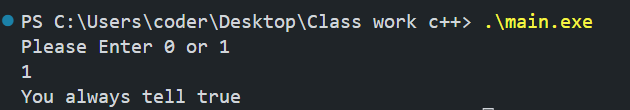 PS C:\Users\coder\Desktop\Class work c++> .\main.exe
Please Enter 0 or 1
1
You always tell true